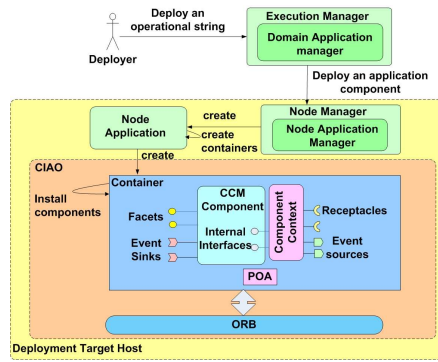 Deploy an
operational string
Deployer
Execution Manager
Domain Application
manager
Deploy an application
component
Node
Application
create
create
containers
Node Manager
Node Application
Manager
create
CIAO
Container
Install
components
Facets
Event
Sinks
CCM
Component
Internal
Interfaces
Component
Context
Receptacles
Event
sources
POA
ORB
Deployment Target Host